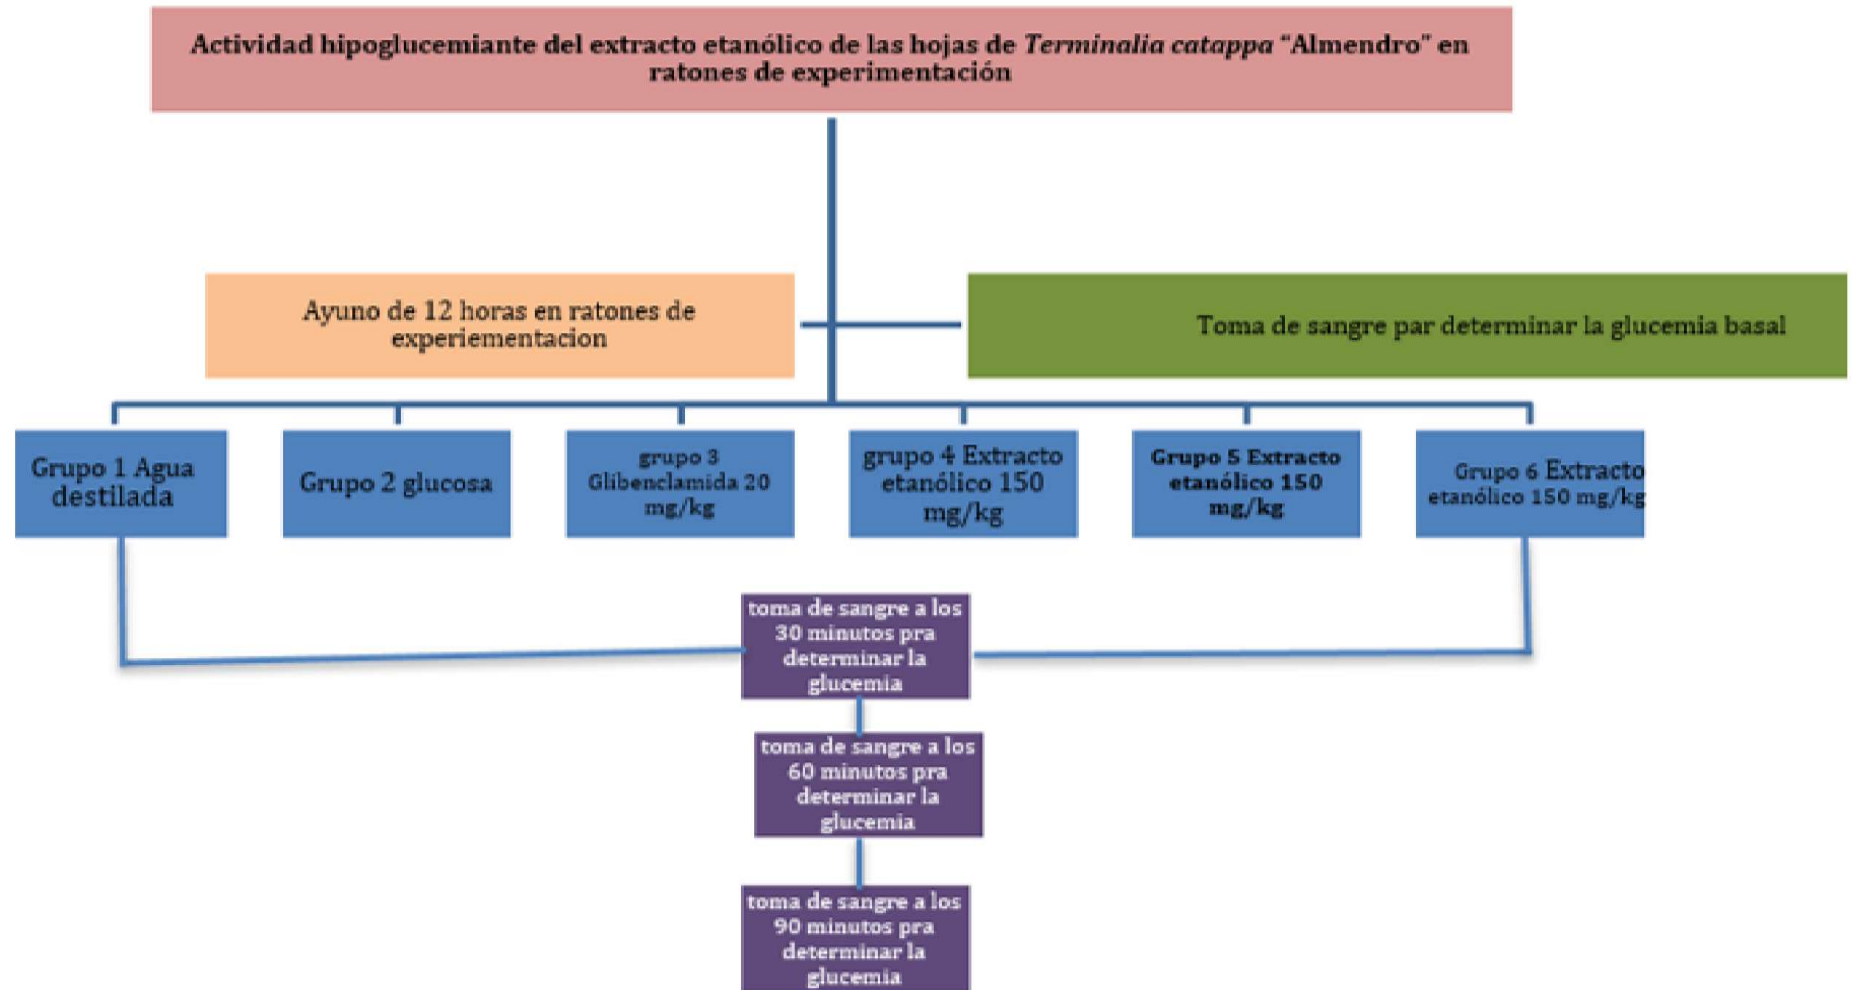 Actividad hipoglucemiante del extracto etanólico de las hojas de Terminalia catappa “Almendro” en
ratones de experimentación
Ayuno de 12 horas en ratones de
experiementacion
Toma de sangre par determinar la glucemia basal
Grupo 1 Agua
destilada
Grupo 2 glucosa
grupo 3
Glibenclamida 20
mg/kg
grupo 4 Extracto
etanólico 150
mg/kg
Grupo 5 Extracto
etanólico 150
mg/kg
Grupo 6 Extracto
etanólico 150 mg/kg
toma de sangre a los
30 minutos pra
determinar la
glucemia
toma de sangre a los
60 minutos pra
determinar la
glucemia
toma de sangre a los
90 minutos pra
determinar la
glucemia